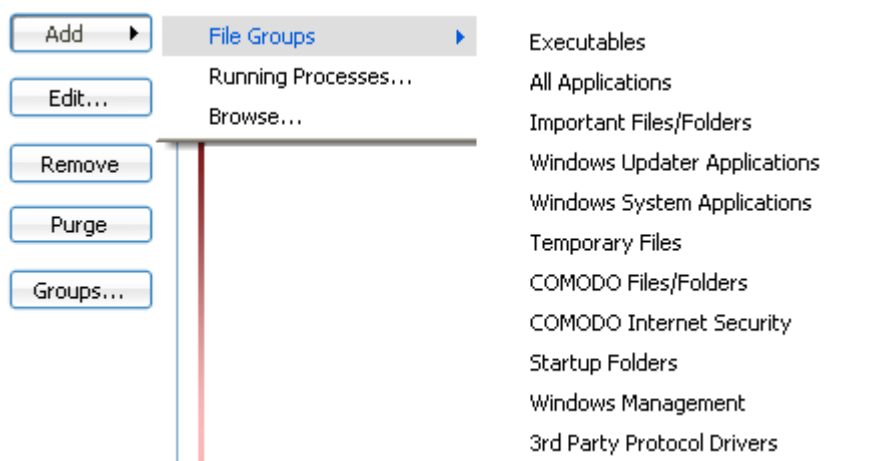 Add
Edit...
Remove
Purge
Groups...
File Groups
Running Processes...
Browse...
Executables
All Applications
Important Files/Folders
Windows Updater Applications
Windows System Applications
Temporary Files
COMODO Files/Folders
COMODO Internet Security
Startup Folders
Windows Management
3rd Party Protocol Drivers